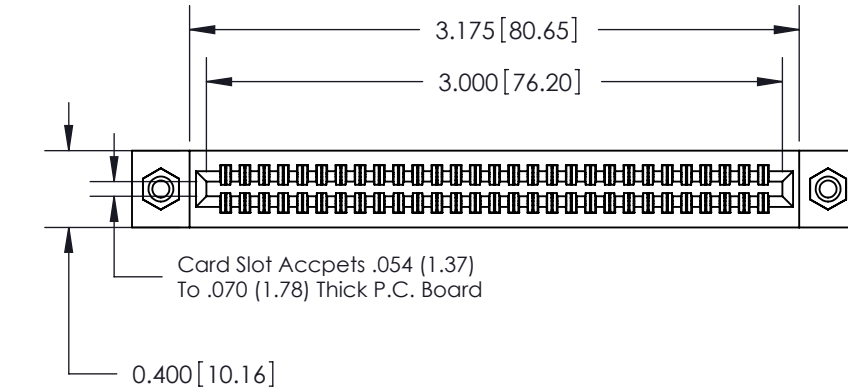 3.175[80.65]
3.000[76.20]
Card Slot Accpets .054 (1.37)
To .070 (1.78) Thick P.C. Board
0.400[10.16]